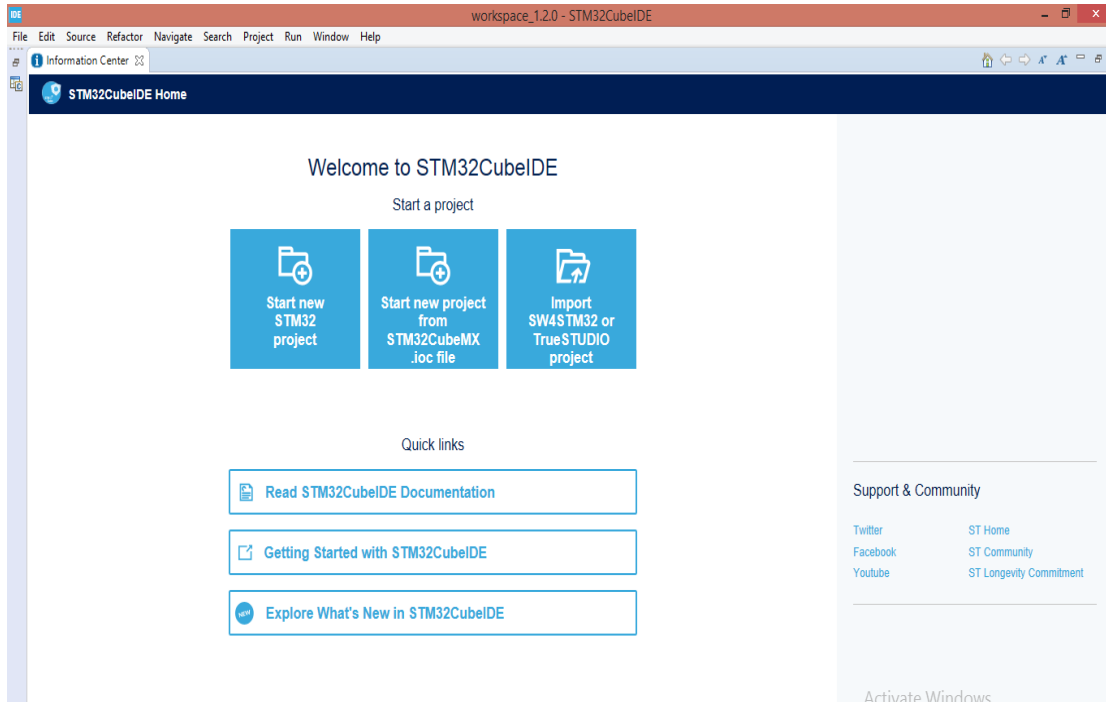 IDE
workspace_1.2.0 - STM32CubeIDE
File Edit Source Refactor Navigate Search Project Run Window Help
Information Center
STM32CubeIDE Home
Welcome to STM32CubeIDE
Start a project
Start new
STM32
project
Start new project
from
STM32CubeMX
.ioc file
Import
SW4STM32 or
TrueSTUDIO
project
Quick links
Read STM32CubeIDE Documentation
Getting Started with STM32CubeIDE
NEW Explore What's New in STM32CubeIDE
Support & Community
Twitter ST Home
Facebook ST Community
Youtube ST Longevity Commitment
Activate Windows